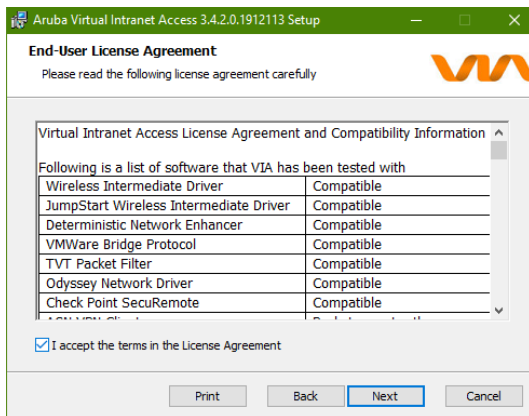 Aruba Virtual Intranet Access 3.4.2.0.1912113 Setup
End-User License Agreement
Please read the following license agreement carefully
VIA
Virtual Intranet Access License Agreement and Compatibility Information
Following is a list of software that VIA has been tested with
Wireless Intermediate Driver Compatible
JumpStart Wireless Intermediate Driver Compatible
Deterministic Network Enhancer Compatible
VMWare Bridge Protocol Compatible
TVT Packet Filter Compatible
Odyssey Network Driver Compatible
Check Point SecuRemote Compatible
I accept the terms in the License Agreement
Print Back Next Cancel